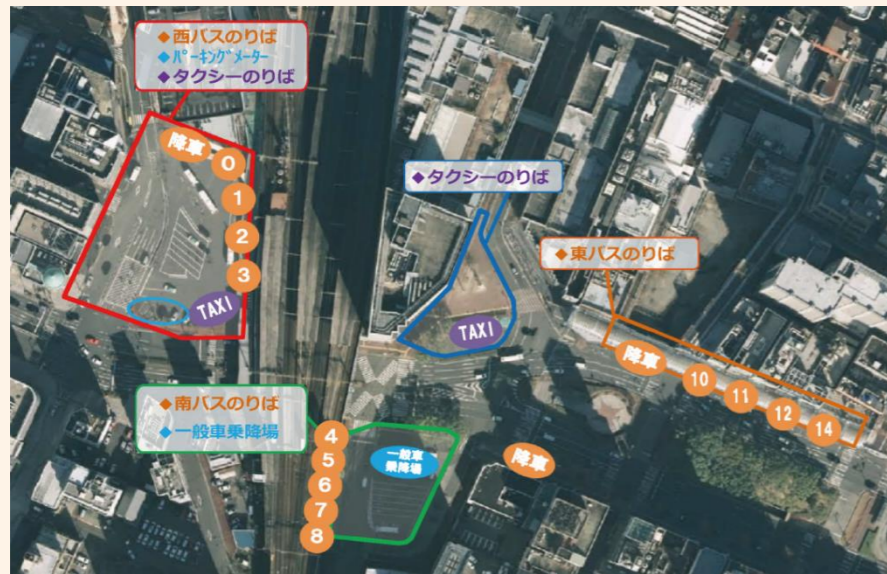 ◆西バスのりば
◆パーキングメーター
◆タクシーのりば
降車
0
1
2
3
TAXI
◆タクシーのりば
TAXI
◆東バスのりば
降車
10
11
12
14
◆南バスのりば
◆一般車乗降場
4
5
6
7
8
一般車
乗降場
降車